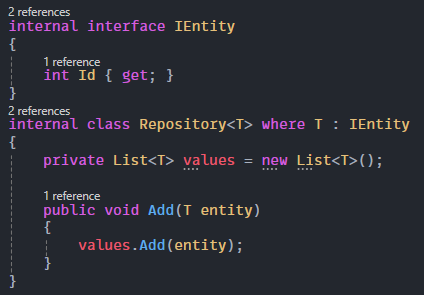 2 references
internal interface IEntity
{
1 reference
int Id { get; }
}
2 references
internal class Repository<T> where T : IEntity
{
private List<T> values = new List<T>();
1 reference
public void Add(T entity)
{
values.Add(entity);
}
}